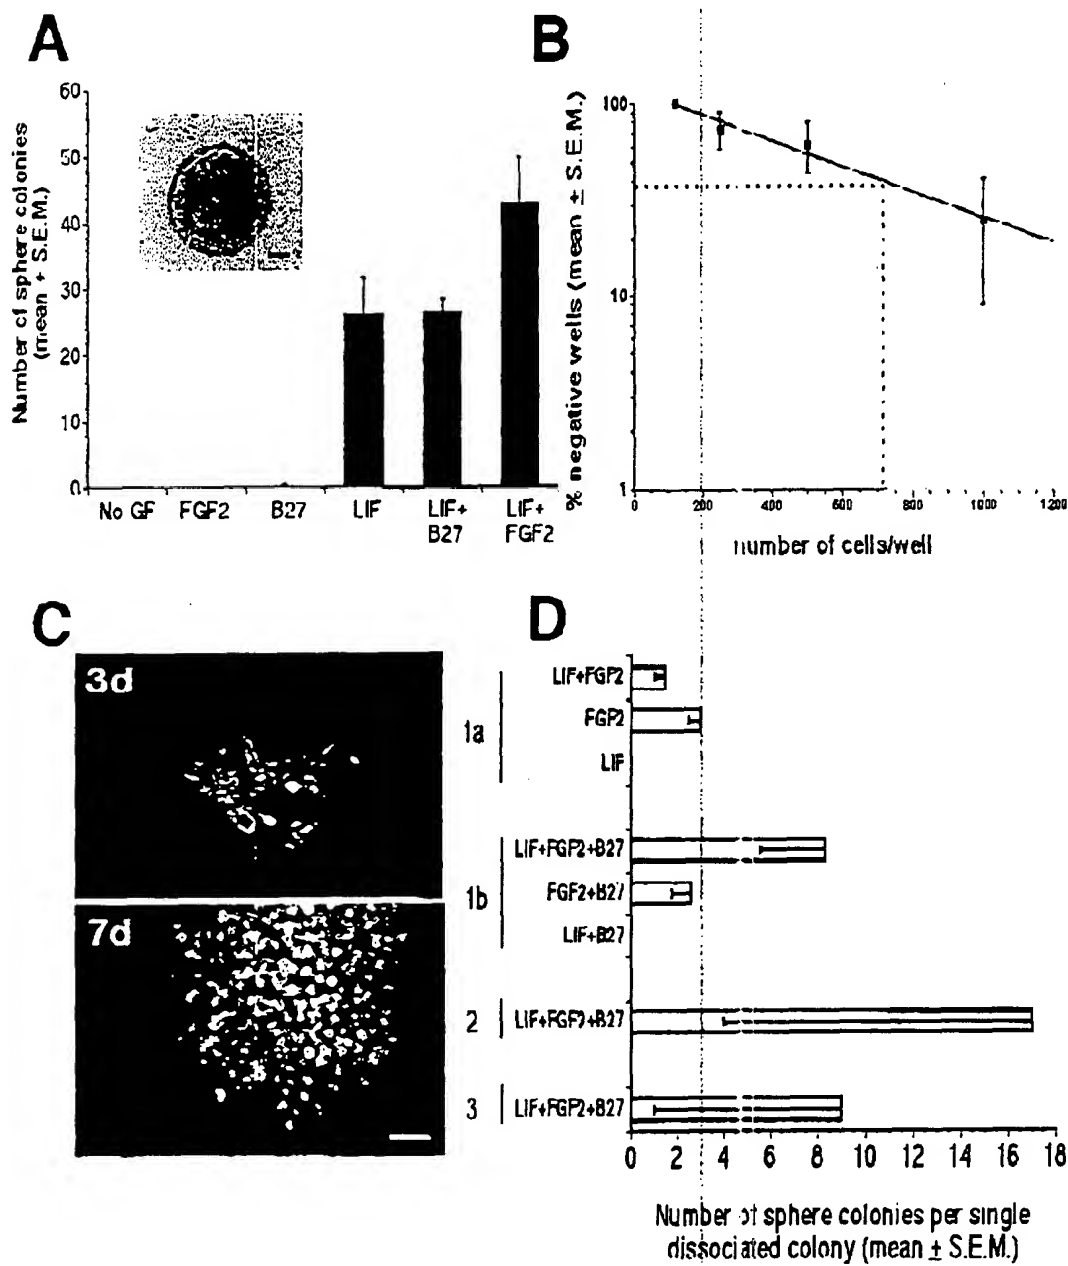 A
Number of sphere colonies
(mean + S.E.M.)
60
50
40
30
20
10
0
No GF FGF2 B27 LIF LIF+ LIF+
B27 FGF2
B
% negative wells (mean ± S.E.M.)
100
10
1
0 200 400 600 800 1000 1200
number of cells/well
C
3d
7d
D
1a
LIF+FGF2
FGF2
LIF
1b
LIF+FGF2+B27
FGF2+B27
LIF+B27
2
LIF+FGF2+B27
3
LIF+FGF2+B27
0 2 4 6 8 10 12 14 16 18
Number of sphere colonies per single
dissociated colony (mean ± S.E.M.)